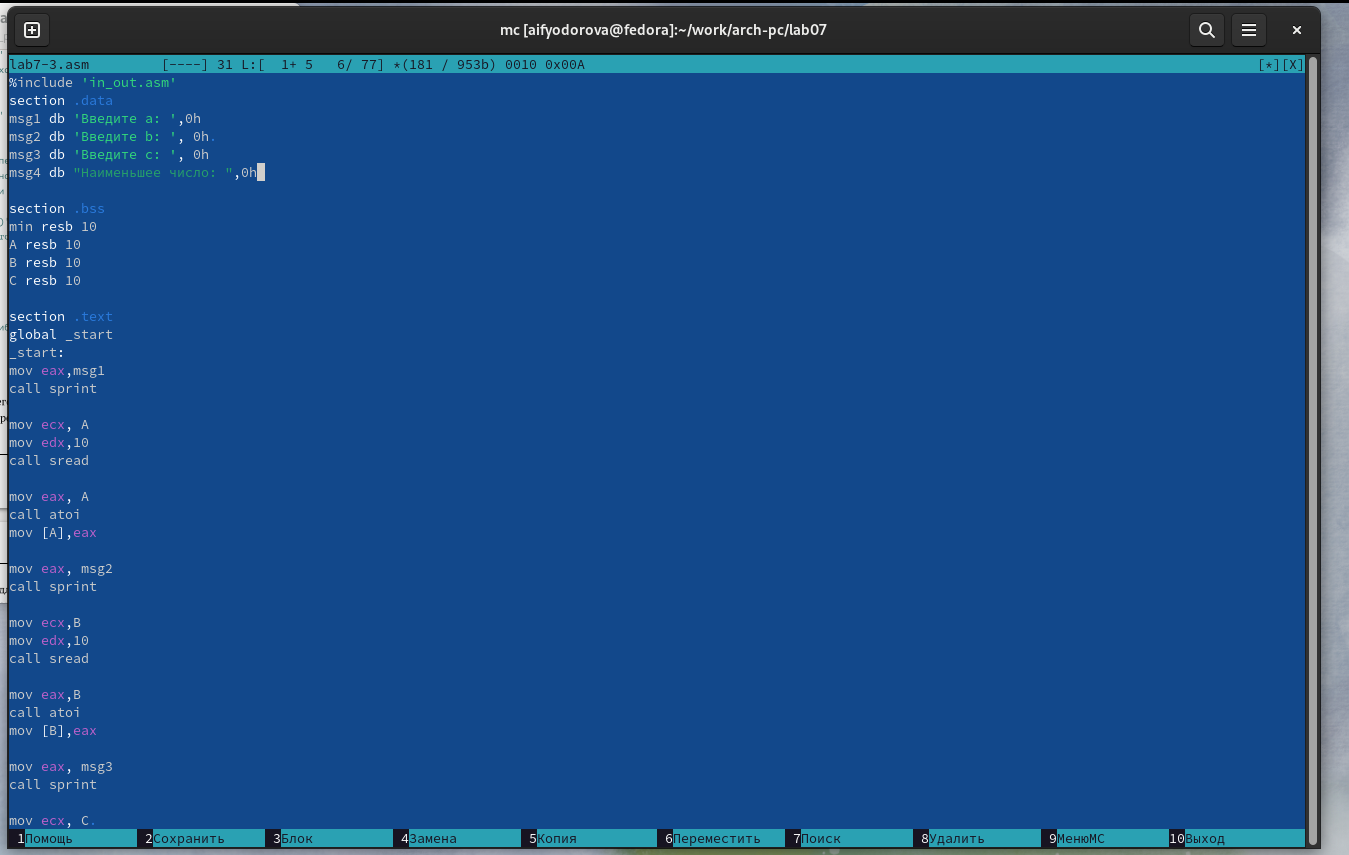 mc [aifyodorova@fedora]:~/work/arch-pc/lab07
lab7-3.asm [----] 31 L:[ 1+ 5 6/ 77] *(181 / 953b) 0010 0x00A [*][X]
%include 'in_out.asm'
section .data
msg1 db 'Введите a: ',0h
msg2 db 'Введите b: ', 0h.
msg3 db 'Введите c: ', 0h
msg4 db "Наименьшее число: ",0h
section .bss
min resb 10
A resb 10
B resb 10
C resb 10
section .text
global _start
_start:
mov eax,msg1
call sprint
mov ecx, A
mov edx,10
call sread
mov eax, A
call atoi
mov [A],eax
mov eax, msg2
call sprint
mov ecx,B
mov edx,10
call sread
mov eax,B
call atoi
mov [B],eax
mov eax, msg3
call sprint
mov ecx, C.
1Помощь 2Сохранить 3Блок 4Замена 5Копия 6Переместить 7Поиск 8Удалить 9МенюMC 10Выход